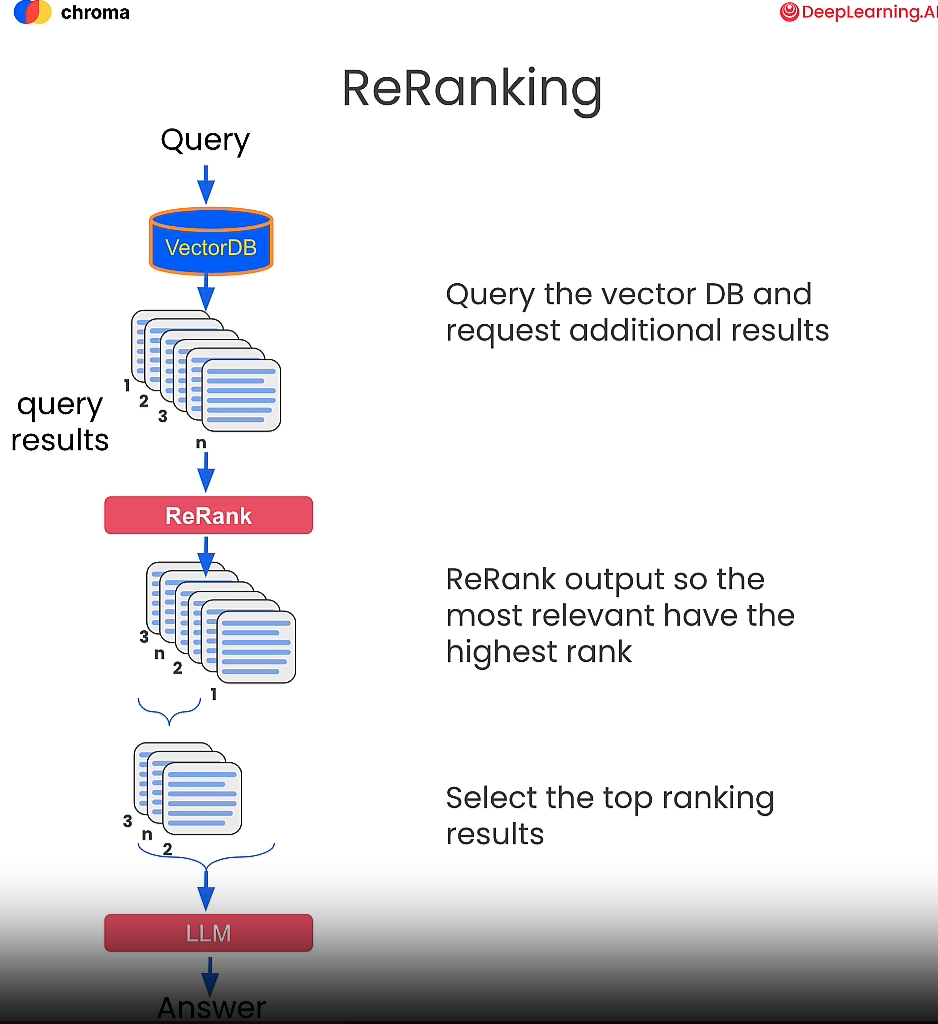 chroma
DeepLearning.AI
ReRanking
Query
VectorDB
Query the vector DB and
request additional results
1
2
3
n
query
results
ReRank
ReRank output so the
most relevant have the
highest rank
3
n
2
1
Select the top ranking
results
3
n
2
LLM
Answer